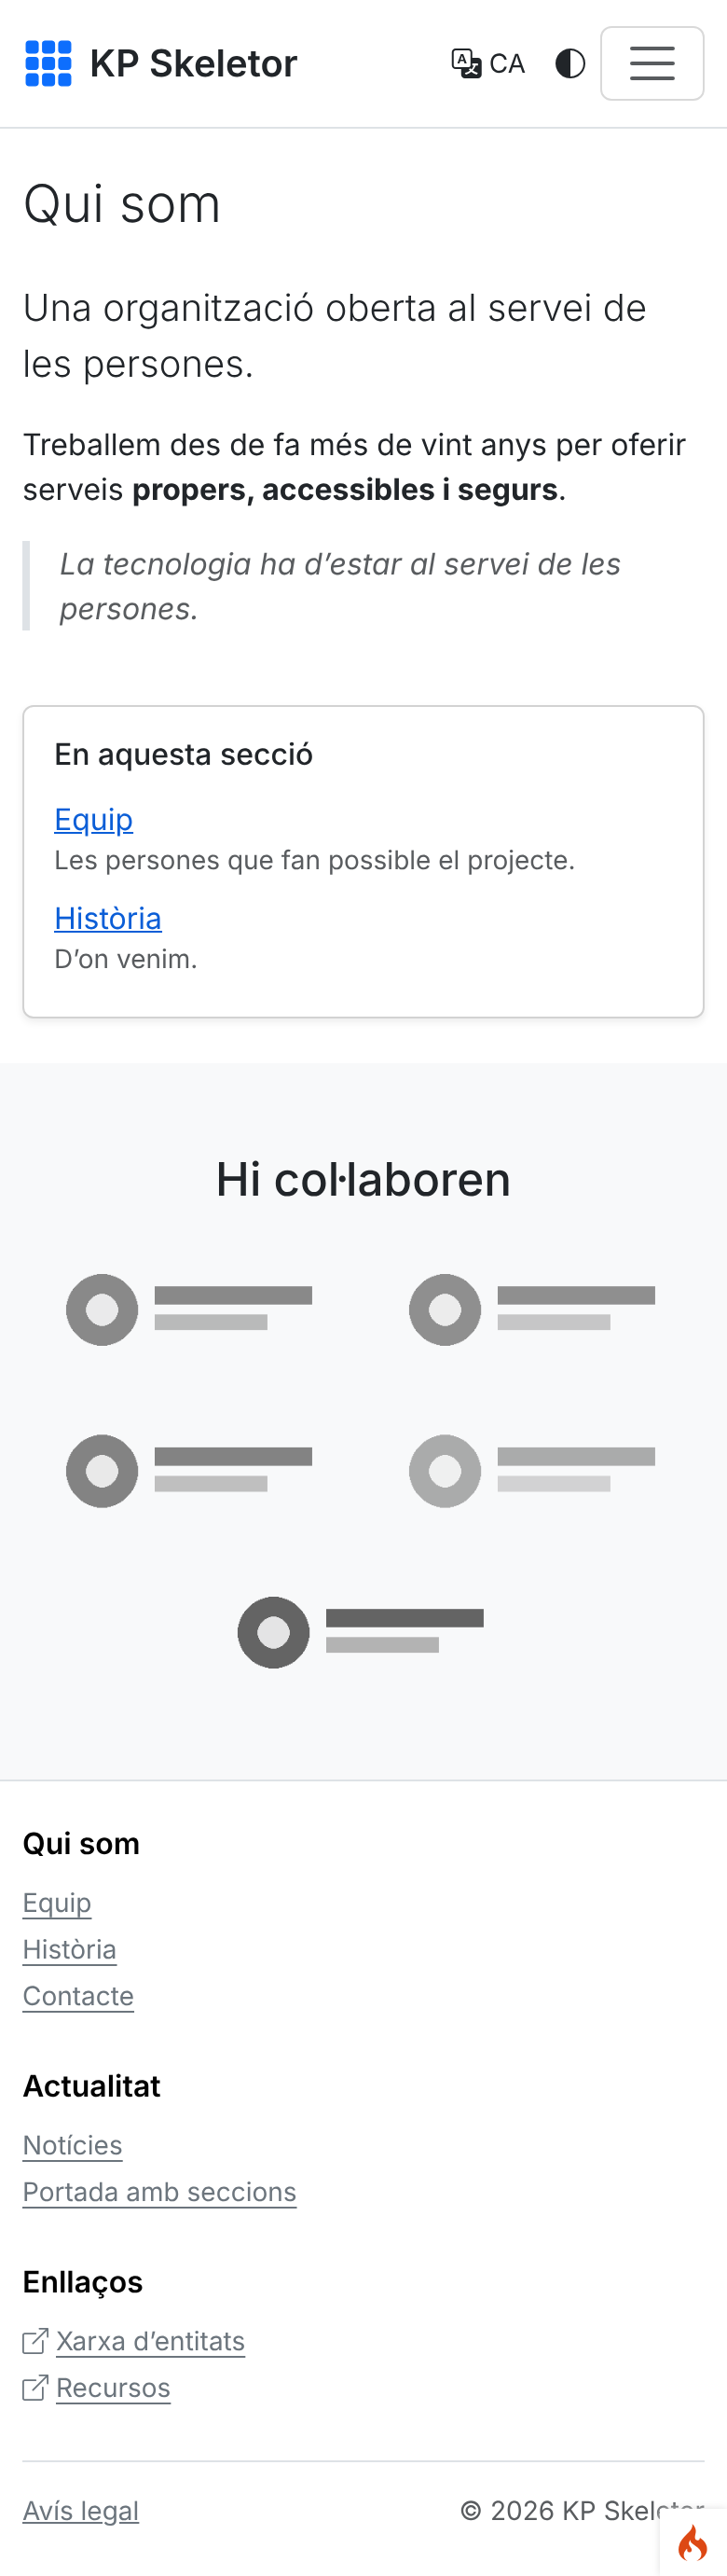 KP Skeletor
CA
Qui som
Una organització oberta al servei de
les persones.
Treballem des de fa més de vint anys per oferir
serveis propers, accessibles i segurs.
La tecnologia ha d’estar al servei de les
persones.
En aquesta secció
Equip
Les persones que fan possible el projecte.
Història
D’on venim.
Hi col·laboren
Qui som
Equip
Història
Contacte
Actualitat
Notícies
Portada amb seccions
Enllaços
Xarxa d’entitats
Recursos
Avís legal
© 2026 KP Skeletor